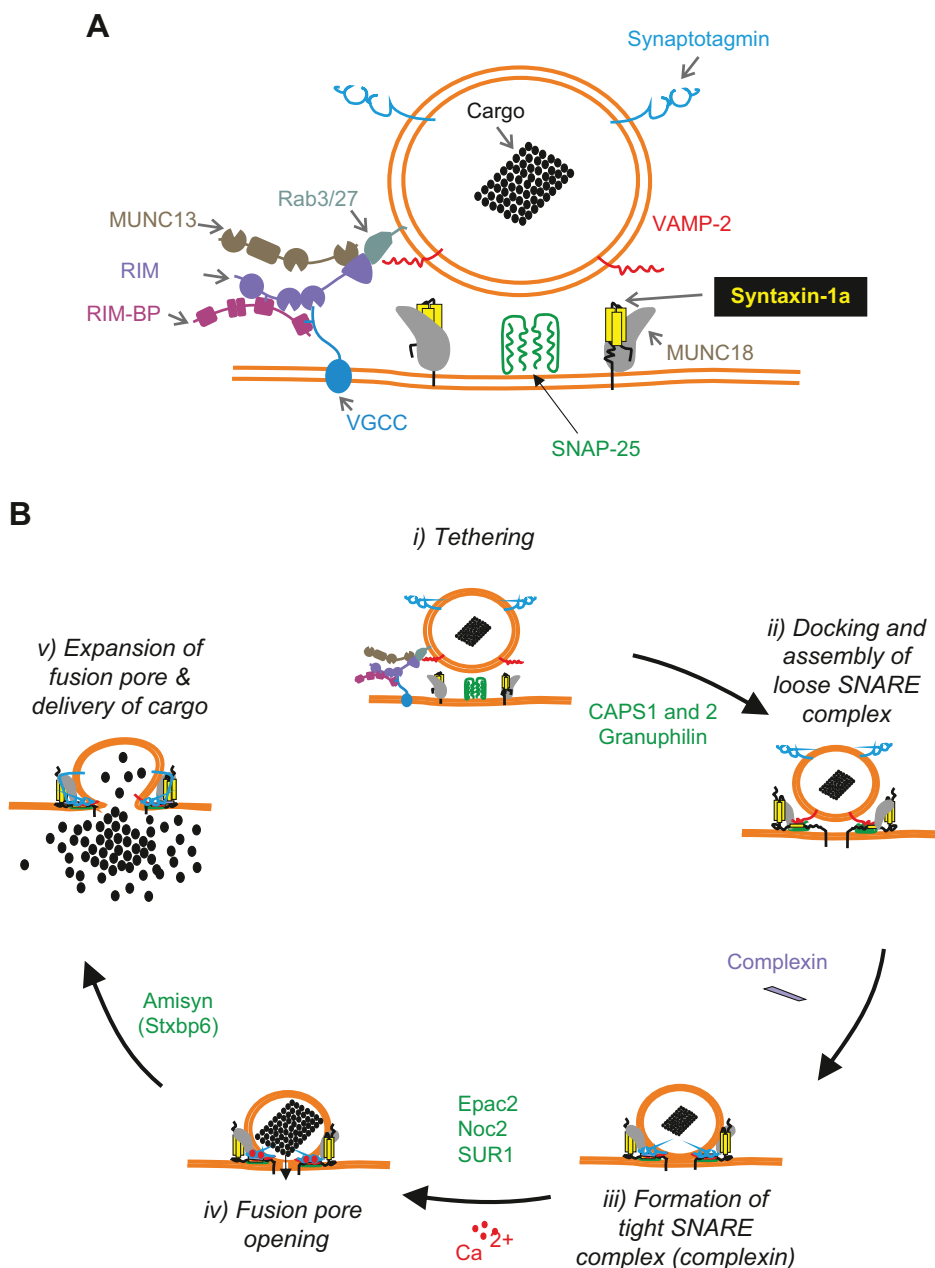 A
Synaptotagmin
Cargo
Rab3/27
MUNC13
VAMP-2
RIM
Syntaxin-1a
RIM-BP
MUNC18
VGCC
SNAP-25
B
i) Tethering
v) Expansion of
fusion pore &
delivery of cargo
ii) Docking and
assembly of
loose SNARE
complex
CAPS1 and 2
Granuphilin
Complexin
Amisyn
(Stxbp6)
Epac2
Noc2
SUR1
iv) Fusion pore
opening
Ca 2+
iii) Formation of
tight SNARE
complex (complexin)